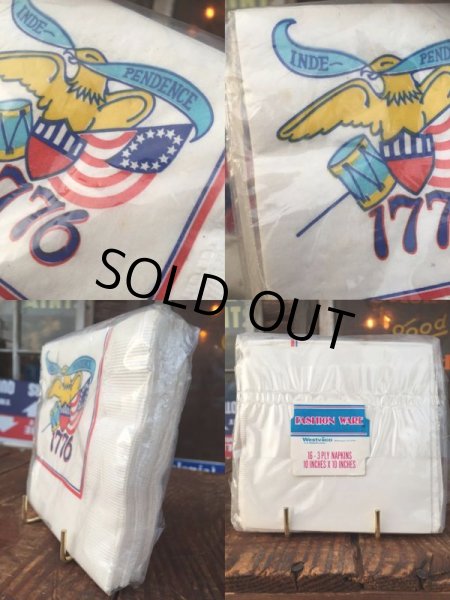 INDE-
PENDENCE
1776
INDE-
PEND
177
SOLD OUT
1776
FASHION WARE
Westvaco
16 - 3 PLY NAPKINS
10 INCHES X 10 INCHES
Good